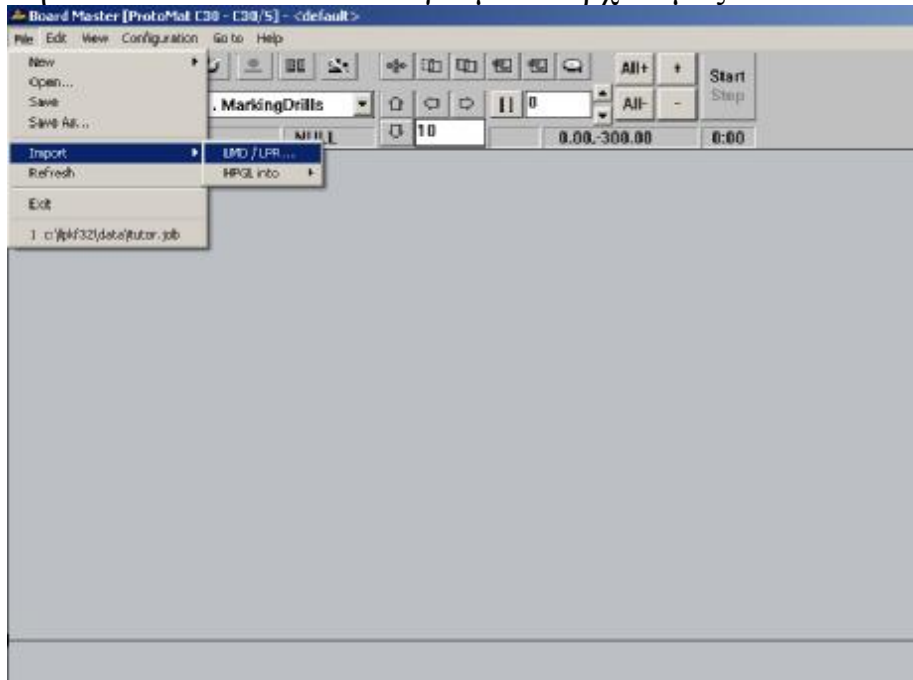 Board Master [ProtoMat C30 - C30/5] - <default>
File Edit View Configuration Go to Help
New
Open...
Save
Save As...
Import
Refresh
Exit
1 c:\lpkf32\data\tutor.job
LMD / LPR...
HPGL into
All+ +
Start
. MarkingDrills
0
All- -
Stop
NULL
10
0.00,-300.00
0:00